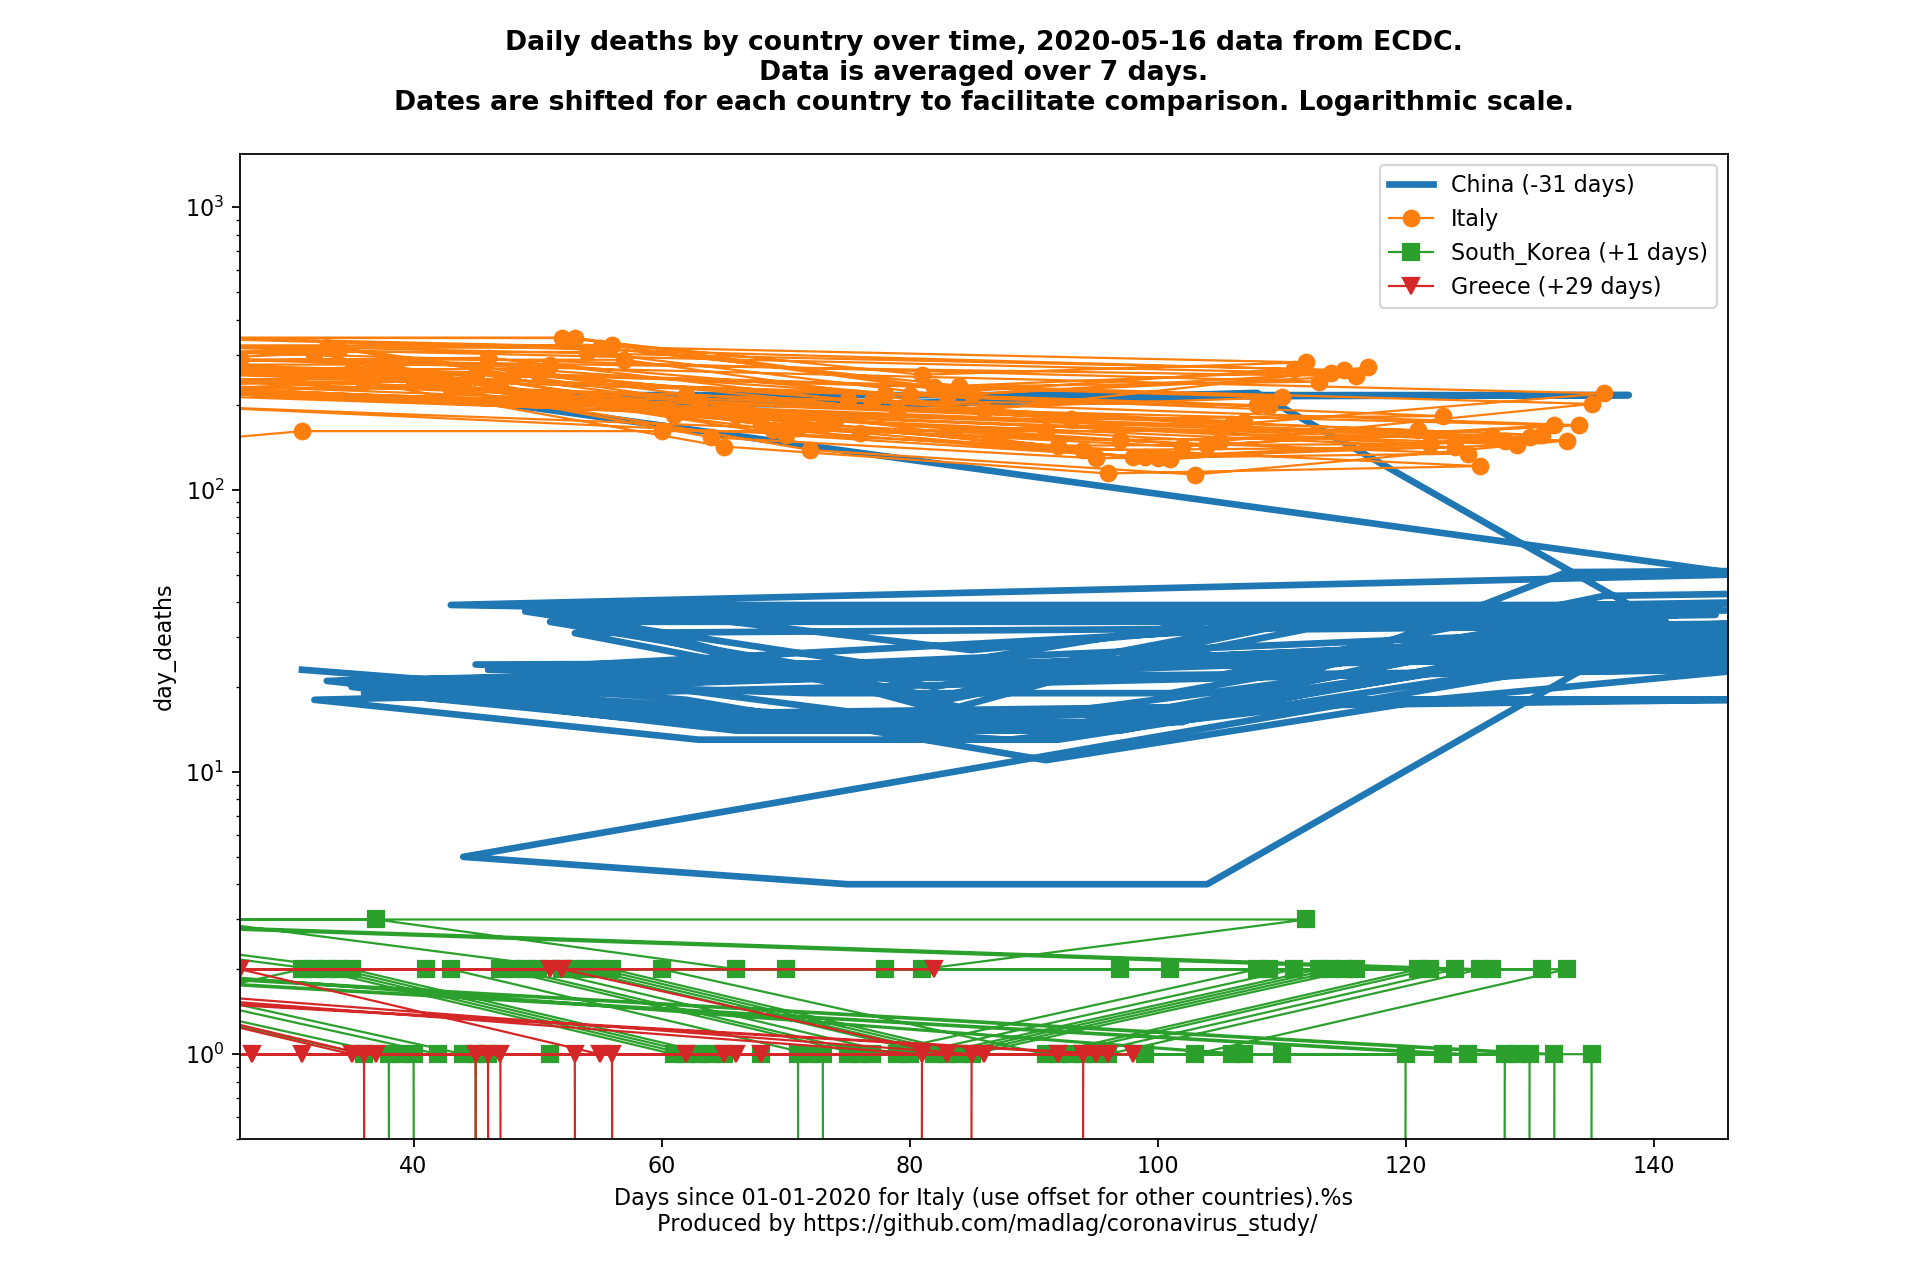 Daily deaths by country over time, 2020-05-16 data from ECDC.
Data is averaged over 7 days.
Dates are shifted for each country to facilitate comparison. Logarithmic scale.
China (-31 days)
Italy
South_Korea (+1 days)
Greece (+29 days)
day_deaths
10³
10²
10¹
10⁰
40 60 80 100 120 140
Days since 01-01-2020 for Italy (use offset for other countries).%s
Produced by https://github.com/madlag/coronavirus_study/